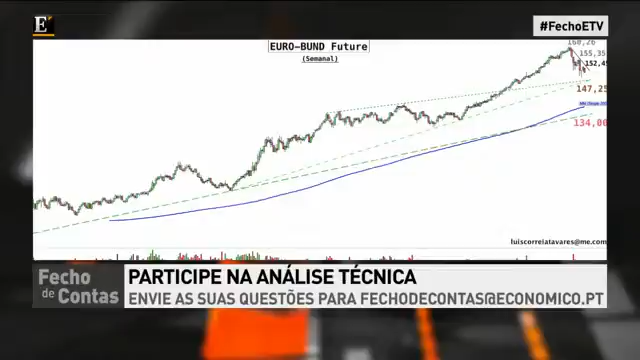 E
#FechoETV
EURO-BUND Future
(Semanal)
160,26
155,35
152,45
147,25
134,00
luiscorreiatavares@me.com
Fecho
de Contas
PARTICIPE NA ANÁLISE TÉCNICA
ENVIE AS SUAS QUESTÕES PARA FECHODECONTAS@ECONOMICO.PT